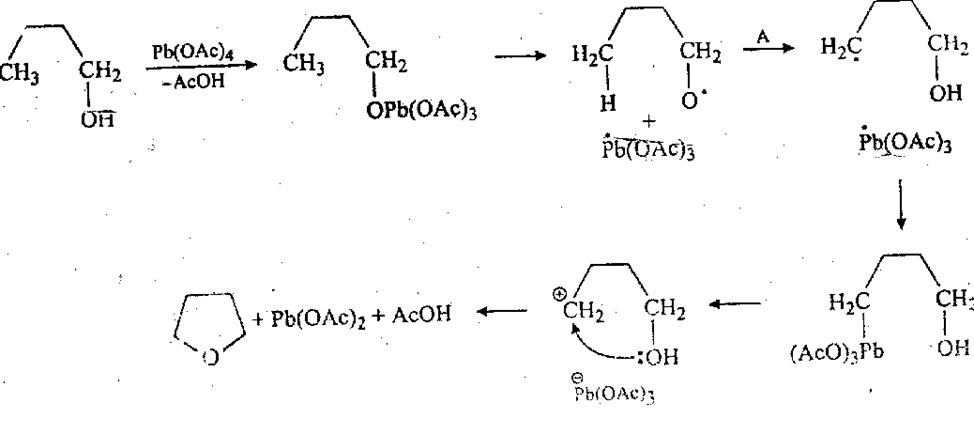 CH₃ CH₂ OH
Pb(OAc)₄
–AcOH
CH₃ CH₂ OPb(OAc)₃
H₂C CH₂
H O•
+
•Pb(OAc)₃
A
H₂C• CH₂ OH
•Pb(OAc)₃
H₂C CH₂
(AcO)₃Pb OH
⊕CH₂ CH₂
:OH
⊖Pb(OAc)₃
O + Pb(OAc)₂ + AcOH